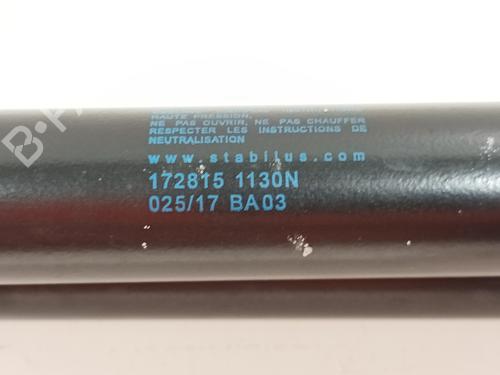 HAUTE PRESSION,
NE PAS OUVRIR, NE PAS CHAUFFER
RESPECTER LES INSTRUCTIONS DE
NEUTRALISATION
www.stabilus.com
172815 1130N
025/17 BA03